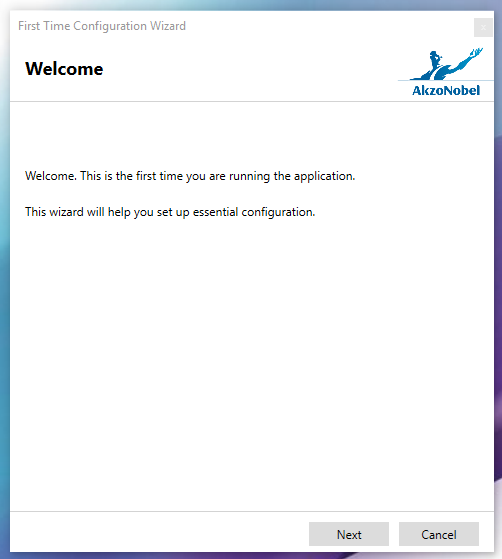 First Time Configuration Wizard
Welcome
AkzoNobel
Welcome. This is the first time you are running the application.
This wizard will help you set up essential configuration.
Next
Cancel